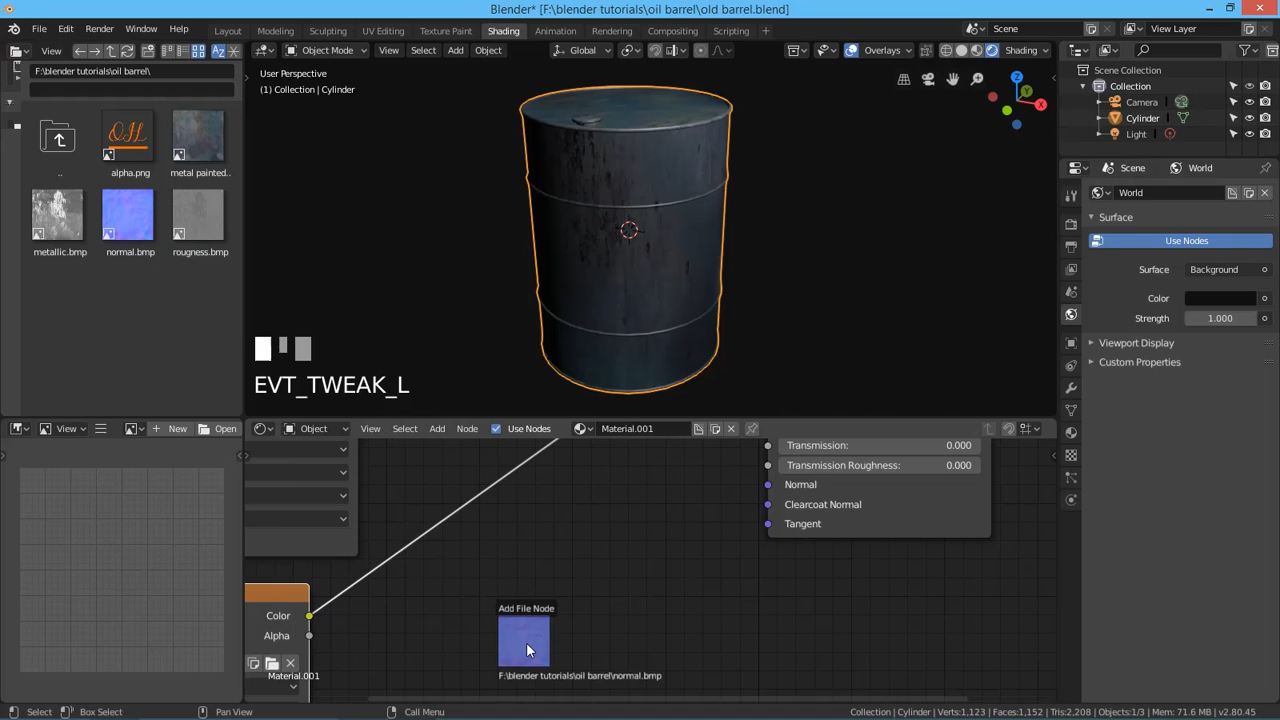 Blender* [F:\blender tutorials\oil barrel\old barrel.blend]
File Edit Render Window Help Layout Modeling Sculpting UV Editing Texture Paint Shading Animation Rendering Compositing Scripting + Scene View Layer
View Object Mode View Select Add Object Global Overlays Shading
F:\blender tutorials\oil barrel\
User Perspective
(1) Collection | Cylinder
Scene Collection
Collection
Camera
Cylinder
Light
..
alpha.png
metal painted..
metallic.bmp
normal.bmp
rougness.bmp
X
Y
Z
Scene World
World
Surface
Use Nodes
Surface Background
Color
Strength 1.000
Viewport Display
Custom Properties
EVT_TWEAK_L
View New Open Object View Select Add Node Use Nodes Material.001
Transmission: 0.000
Transmission Roughness: 0.000
Normal
Clearcoat Normal
Tangent
Color
Alpha
Material.001
Add File Node
F:\blender tutorials\oil barrel\normal.bmp
Select Box Select Pan View Call Menu Collection | Cylinder | Verts:1,123 | Faces:1,152 | Tris:2,208 | Objects:1/3 | Mem: 71.6 MB | v2.80.45